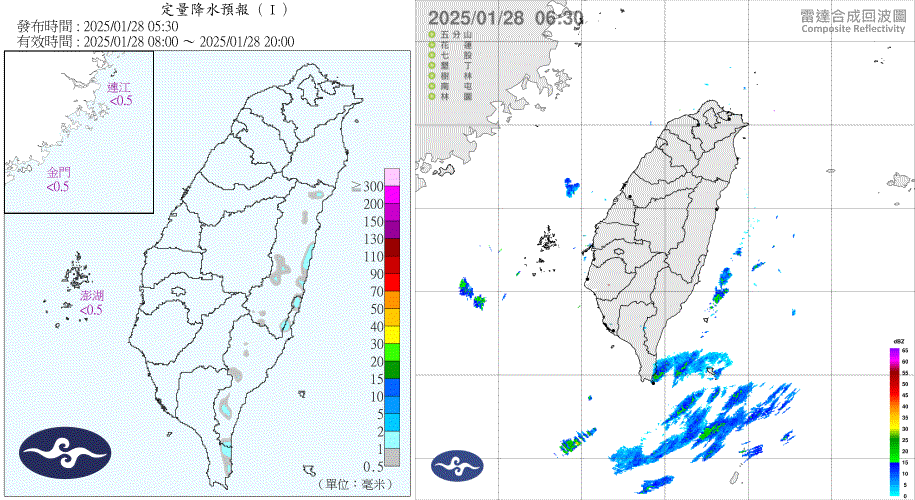 定量降水預報（Ｉ）
發布時間：2025/01/28 05:30
有效時間：2025/01/28 08:00 ～ 2025/01/28 20:00
連江
<0.5
金門
<0.5
澎湖
<0.5
≧300
200
150
130
110
90
70
50
40
30
20
15
10
5
2
1
0.5
（單位：毫米）
2025/01/28 06:30
雷達合成回波圖
Composite Reflectivity
五分山
花蓮
七股
墾丁
樹林
南屯
林園
dBZ
65
60
55
50
45
40
35
30
25
20
15
10
5
0